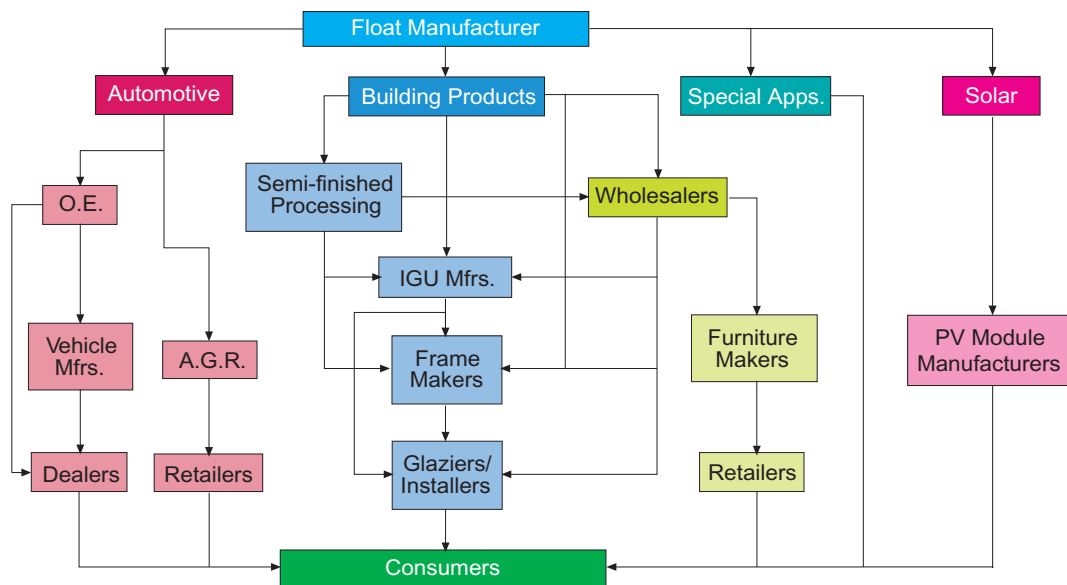 Float Manufacturer
Automotive
Building Products
Special Apps.
Solar
O.E.
Semi-finished
Processing
Wholesalers
IGU Mfrs.
Vehicle
Mfrs.
A.G.R.
Frame
Makers
Furniture
Makers
PV Module
Manufacturers
Dealers
Retailers
Glaziers/
Installers
Retailers
Consumers